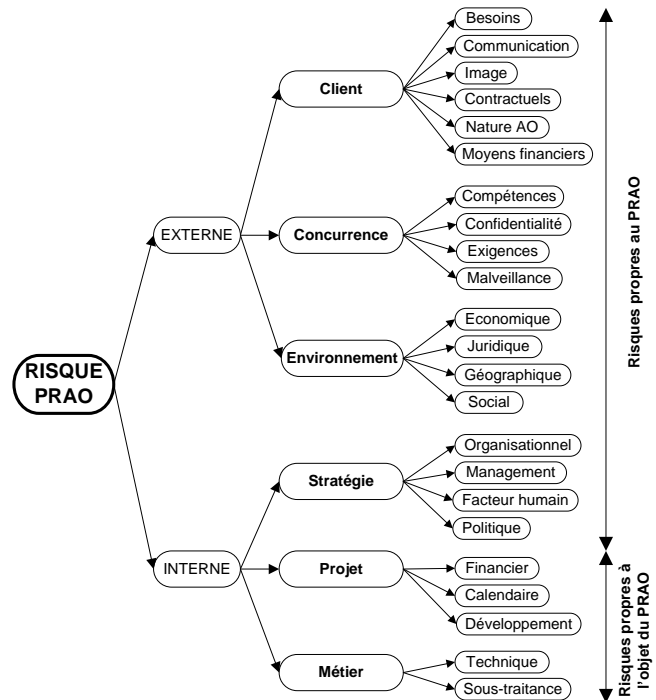 RISQUE
PRAO
EXTERNE
Client
Besoins
Communication
Image
Contractuels
Nature AO
Moyens financiers
Concurrence
Compétences
Confidentialité
Exigences
Malveillance
Environnement
Economique
Juridique
Géographique
Social
INTERNE
Stratégie
Organisationnel
Management
Facteur humain
Politique
Projet
Financier
Calendaire
Développement
Métier
Technique
Sous-traitance
Risques propres au PRAO
Risques propres à
l'objet du PRAO